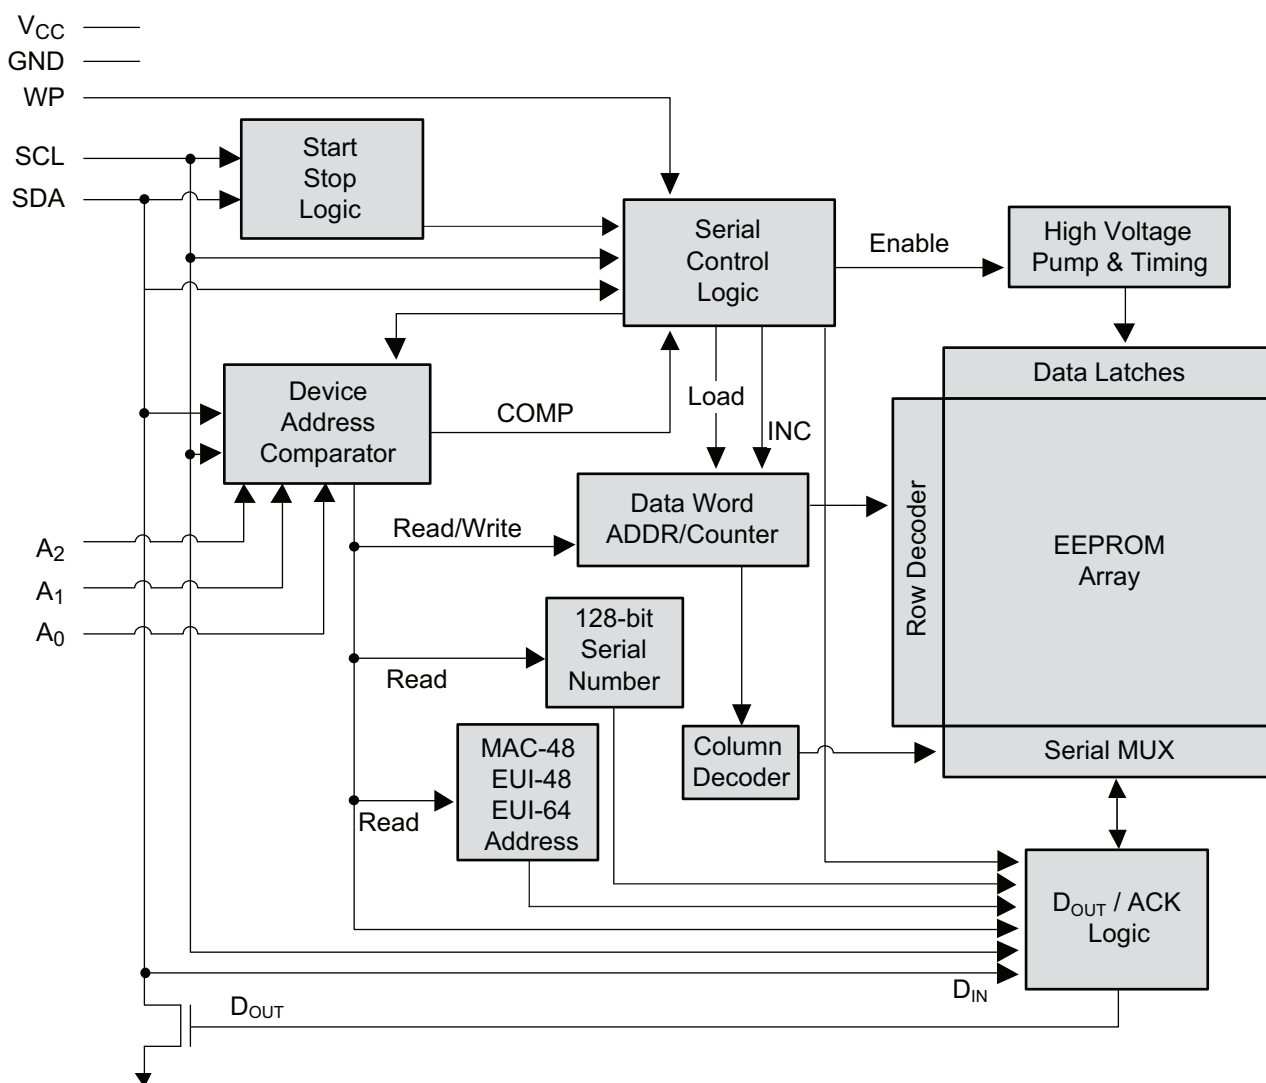 VCC
GND
WP
SCL
SDA
Start
Stop
Logic
Serial
Control
Logic
Enable
High Voltage
Pump & Timing
Data Latches
Device
Address
Comparator
COMP
Load
INC
Row Decoder
EEPROM
Array
Data Word
ADDR/Counter
Read/Write
A2
A1
A0
128-bit
Serial
Number
Read
MAC-48
EUI-48
EUI-64
Address
Read
Column
Decoder
Serial MUX
DOUT / ACK
Logic
DIN
DOUT